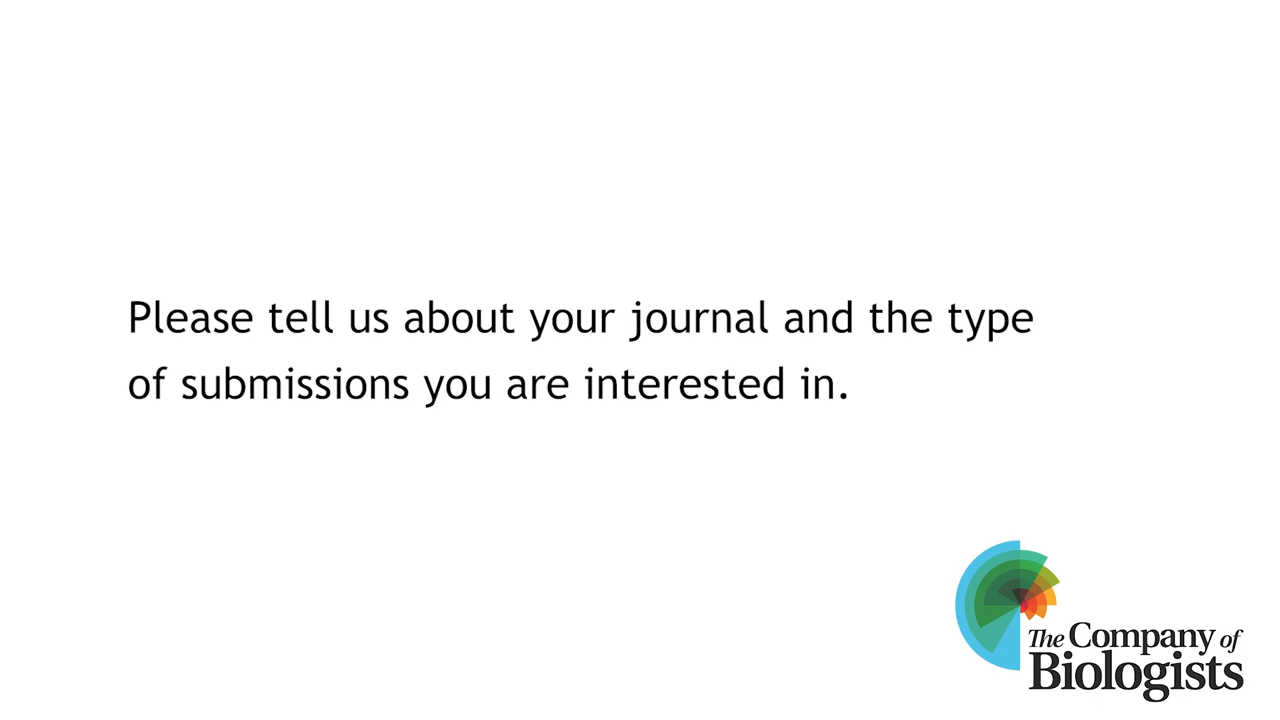 Please tell us about your journal and the type
of submissions you are interested in.
The Company of
Biologists